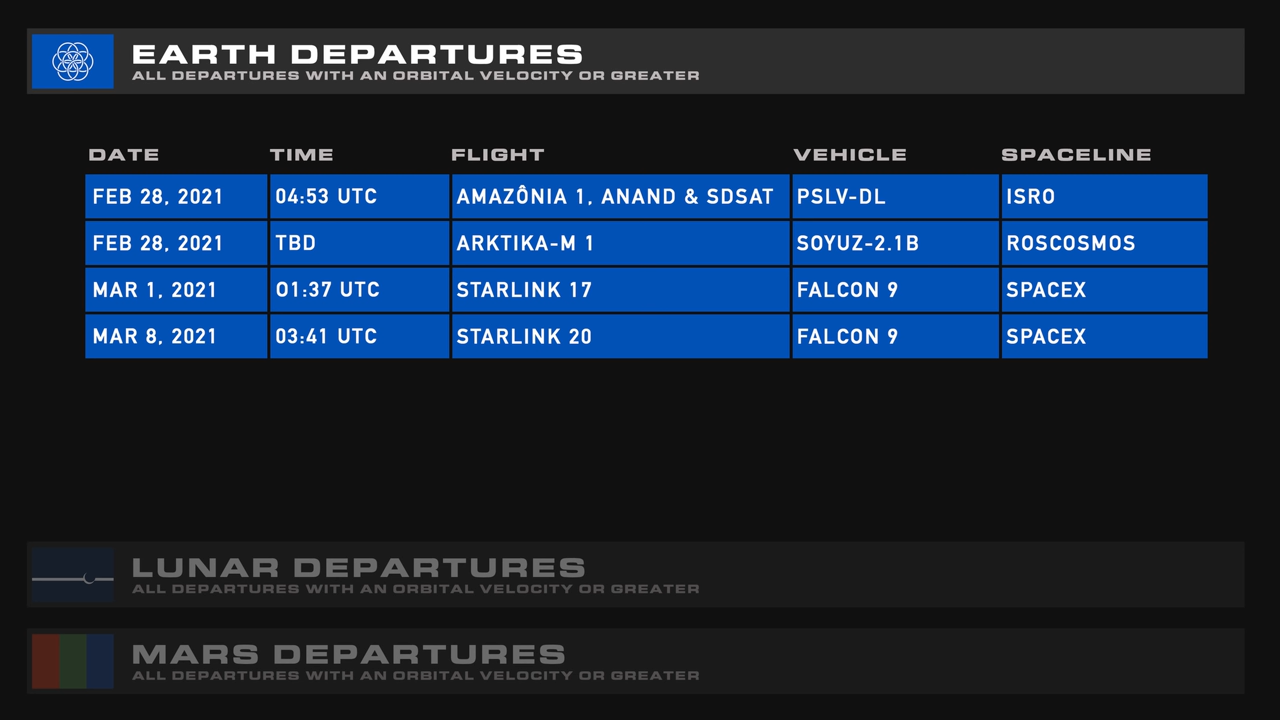 EARTH DEPARTURES
ALL DEPARTURES WITH AN ORBITAL VELOCITY OR GREATER
DATE TIME FLIGHT VEHICLE SPACELINE
FEB 28, 2021 04:53 UTC AMAZÔNIA 1, ANAND & SDSAT PSLV-DL ISRO
FEB 28, 2021 TBD ARKTIKA-M 1 SOYUZ-2.1B ROSCOSMOS
MAR 1, 2021 O1:37 UTC STARLINK 17 FALCON 9 SPACEX
MAR 8, 2021 03:41 UTC STARLINK 20 FALCON 9 SPACEX
LUNAR DEPARTURES
ALL DEPARTURES WITH AN ORBITAL VELOCITY OR GREATER
MARS DEPARTURES
ALL DEPARTURES WITH AN ORBITAL VELOCITY OR GREATER